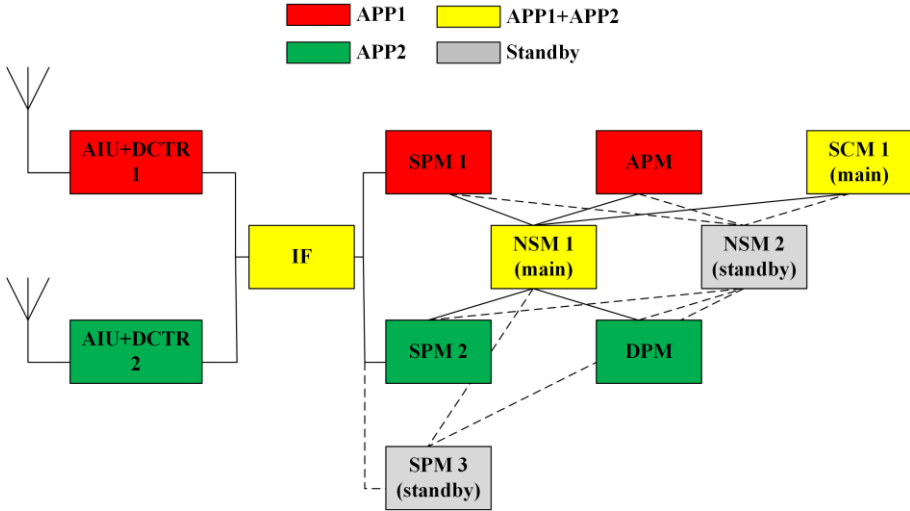 APP1
APP1+APP2
APP2
Standby
AIU+DCTR
1
SPM 1
APM
SCM 1
(main)
IF
NSM 1
(main)
NSM 2
(standby)
AIU+DCTR
2
SPM 2
DPM
SPM 3
(standby)